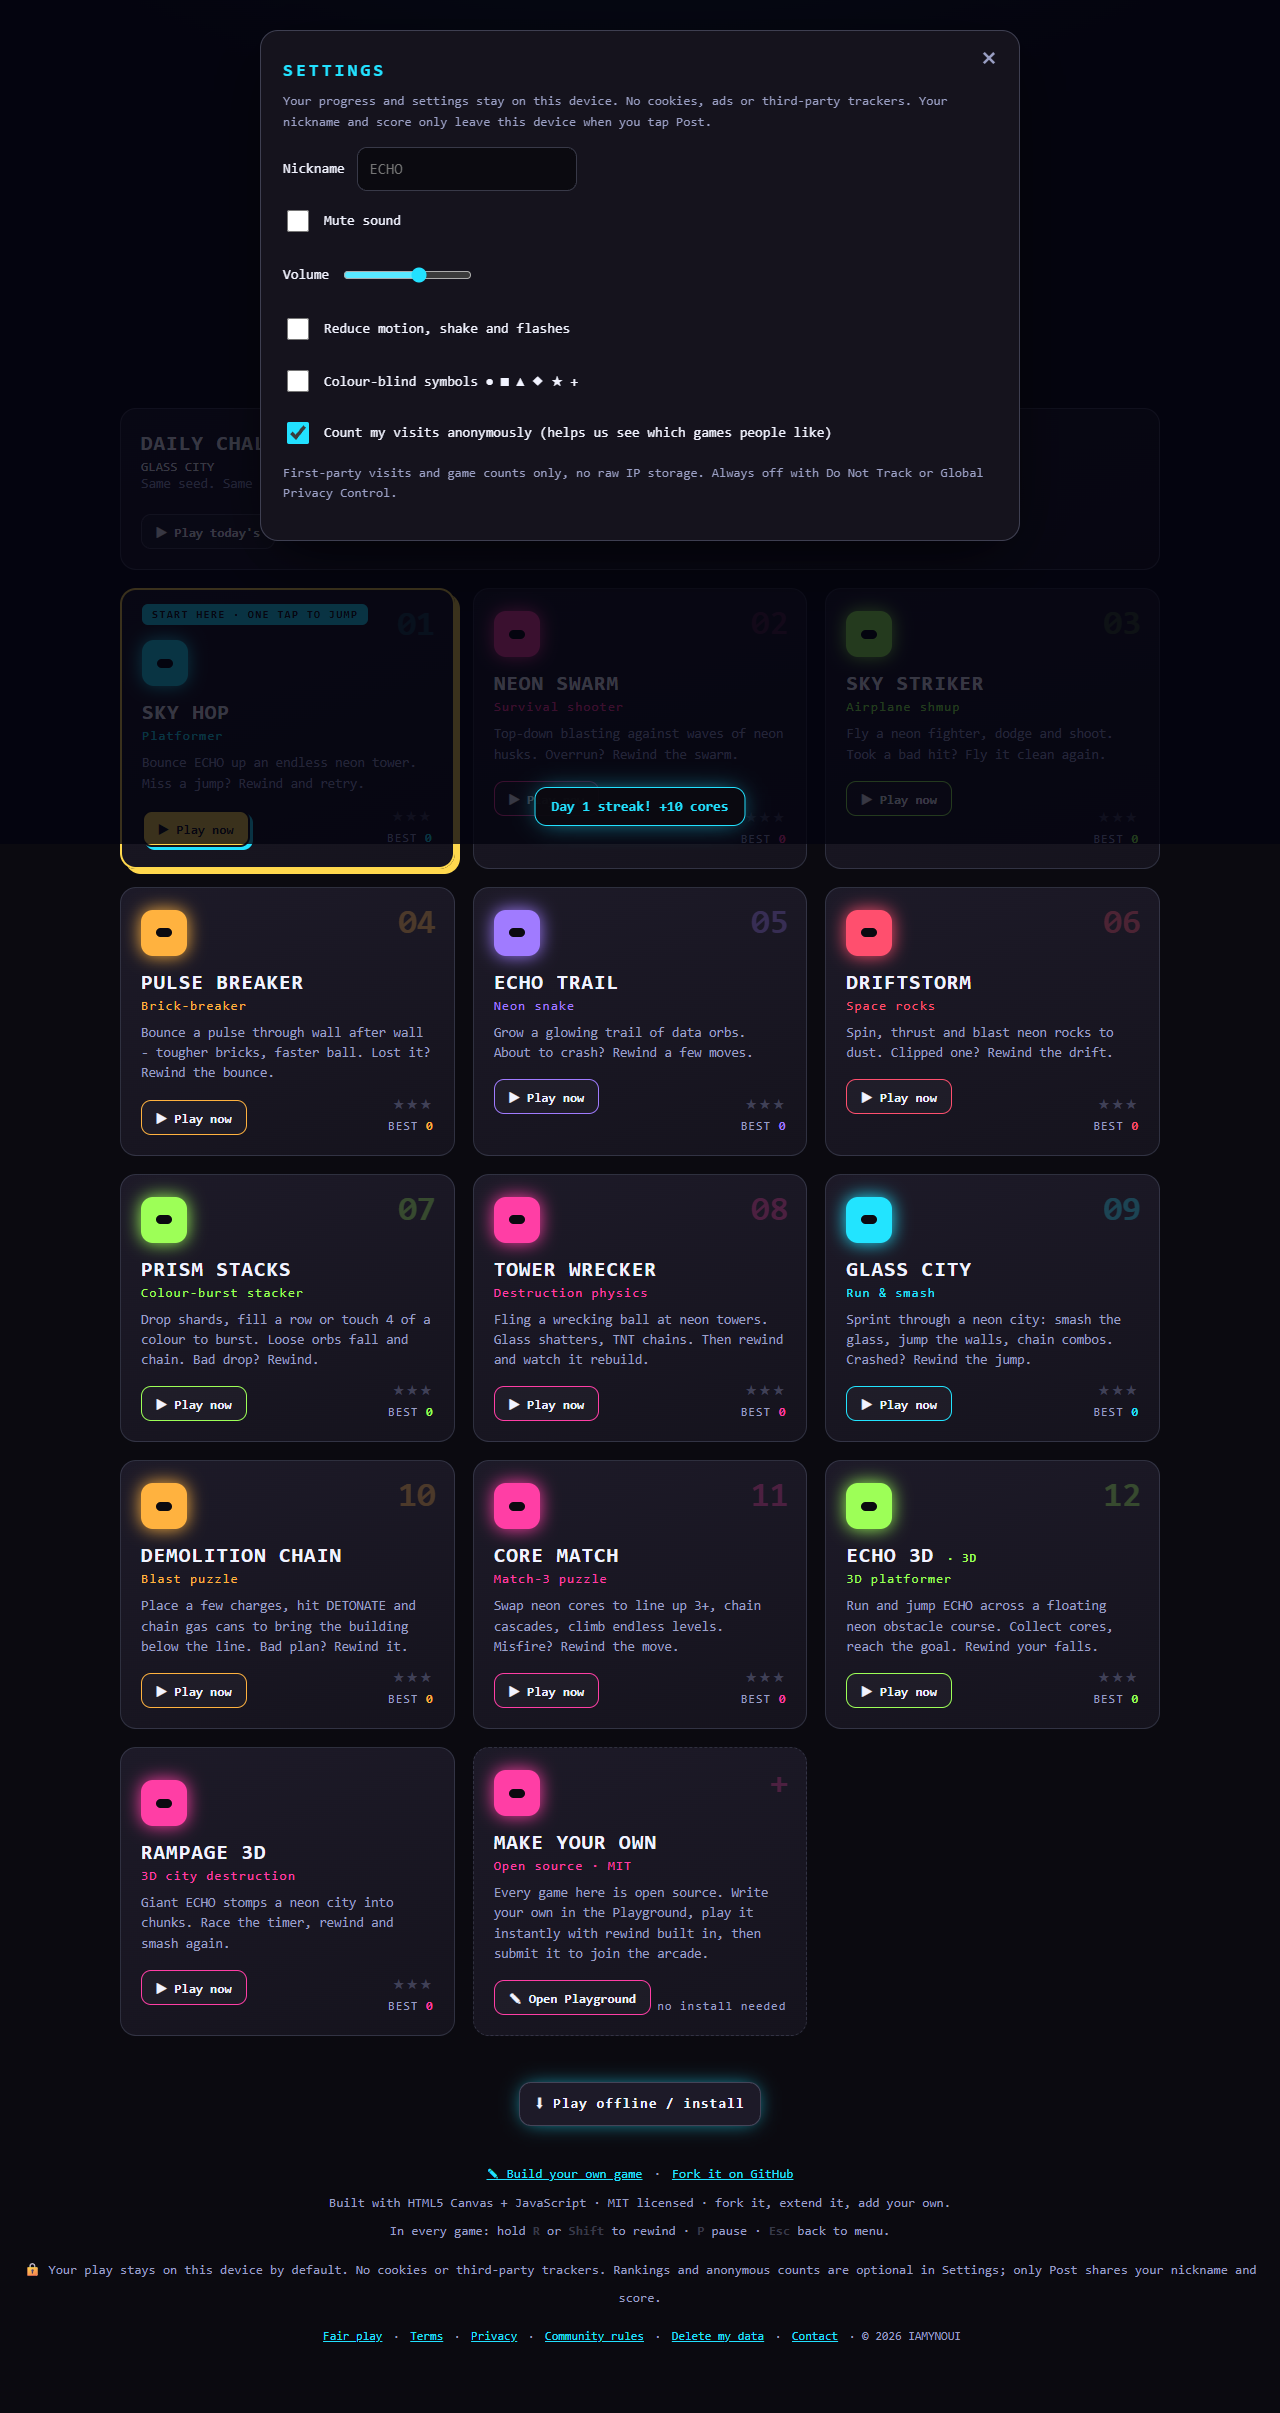 SETTINGS
×
Your progress and settings stay on this device. No cookies, ads or third-party trackers. Your
nickname and score only leave this device when you tap Post.
Nickname ECHO
Mute sound
Volume
Reduce motion, shake and flashes
Colour-blind symbols ● ■ ▲ ◆ ★ +
Count my visits anonymously (helps us see which games people like)
First-party visits and game counts only, no raw IP storage. Always off with Do Not Track or Global
Privacy Control.
DAILY CHAL
GLASS CITY
Same seed. Same
▶ Play today's
START HERE · ONE TAP TO JUMP
01
SKY HOP
Platformer
Bounce ECHO up an endless neon tower.
Miss a jump? Rewind and retry.
▶ Play now
★★★
BEST 0
02
NEON SWARM
Survival shooter
Top-down blasting against waves of neon
husks. Overrun? Rewind the swarm.
▶ P
★★★
BEST 0
03
SKY STRIKER
Airplane shmup
Fly a neon fighter, dodge and shoot.
Took a bad hit? Fly it clean again.
▶ Play now
★★★
BEST 0
Day 1 streak! +10 cores
04
PULSE BREAKER
Brick-breaker
Bounce a pulse through wall after wall
- tougher bricks, faster ball. Lost it?
Rewind the bounce.
▶ Play now
★★★
BEST 0
05
ECHO TRAIL
Neon snake
Grow a glowing trail of data orbs.
About to crash? Rewind a few moves.
▶ Play now
★★★
BEST 0
06
DRIFTSTORM
Space rocks
Spin, thrust and blast neon rocks to
dust. Clipped one? Rewind the drift.
▶ Play now
★★★
BEST 0
07
PRISM STACKS
Colour-burst stacker
Drop shards, fill a row or touch 4 of a
colour to burst. Loose orbs fall and
chain. Bad drop? Rewind.
▶ Play now
★★★
BEST 0
08
TOWER WRECKER
Destruction physics
Fling a wrecking ball at neon towers.
Glass shatters, TNT chains. Then rewind
and watch it rebuild.
▶ Play now
★★★
BEST 0
09
GLASS CITY
Run & smash
Sprint through a neon city: smash the
glass, jump the walls, chain combos.
Crashed? Rewind the jump.
▶ Play now
★★★
BEST 0
10
DEMOLITION CHAIN
Blast puzzle
Place a few charges, hit DETONATE and
chain gas cans to bring the building
below the line. Bad plan? Rewind it.
▶ Play now
★★★
BEST 0
11
CORE MATCH
Match-3 puzzle
Swap neon cores to line up 3+, chain
cascades, climb endless levels.
Misfire? Rewind the move.
▶ Play now
★★★
BEST 0
12
ECHO 3D · 3D
3D platformer
Run and jump ECHO across a floating
neon obstacle course. Collect cores,
reach the goal. Rewind your falls.
▶ Play now
★★★
BEST 0
RAMPAGE 3D
3D city destruction
Giant ECHO stomps a neon city into
chunks. Race the timer, rewind and
smash again.
▶ Play now
★★★
BEST 0
+
MAKE YOUR OWN
Open source · MIT
Every game here is open source. Write
your own in the Playground, play it
instantly with rewind built in, then
submit it to join the arcade.
✎ Open Playground
no install needed
⬇ Play offline / install
✎ Build your own game · Fork it on GitHub
Built with HTML5 Canvas + JavaScript · MIT licensed · fork it, extend it, add your own.
In every game: hold R or Shift to rewind · P pause · Esc back to menu.
🔒 Your play stays on this device by default. No cookies or third-party trackers. Rankings and anonymous counts are optional in Settings; only Post shares your nickname and
score.
Fair play · Terms · Privacy · Community rules · Delete my data · Contact · © 2026 IAMYNOUI